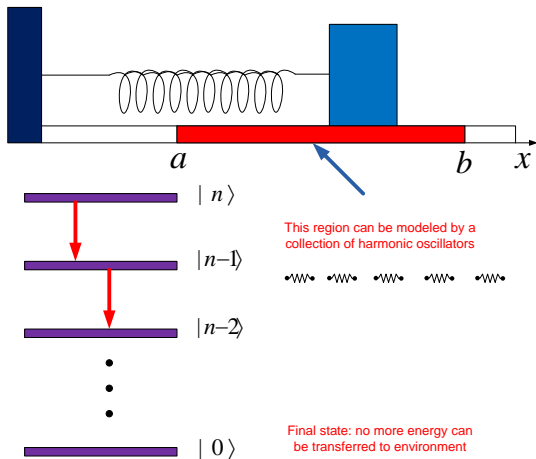 a b x
| n⟩
This region can be modeled by a
collection of harmonic oscillators
|n−1⟩
|n−2⟩
| 0⟩
Final state: no more energy can
be transferred to environment